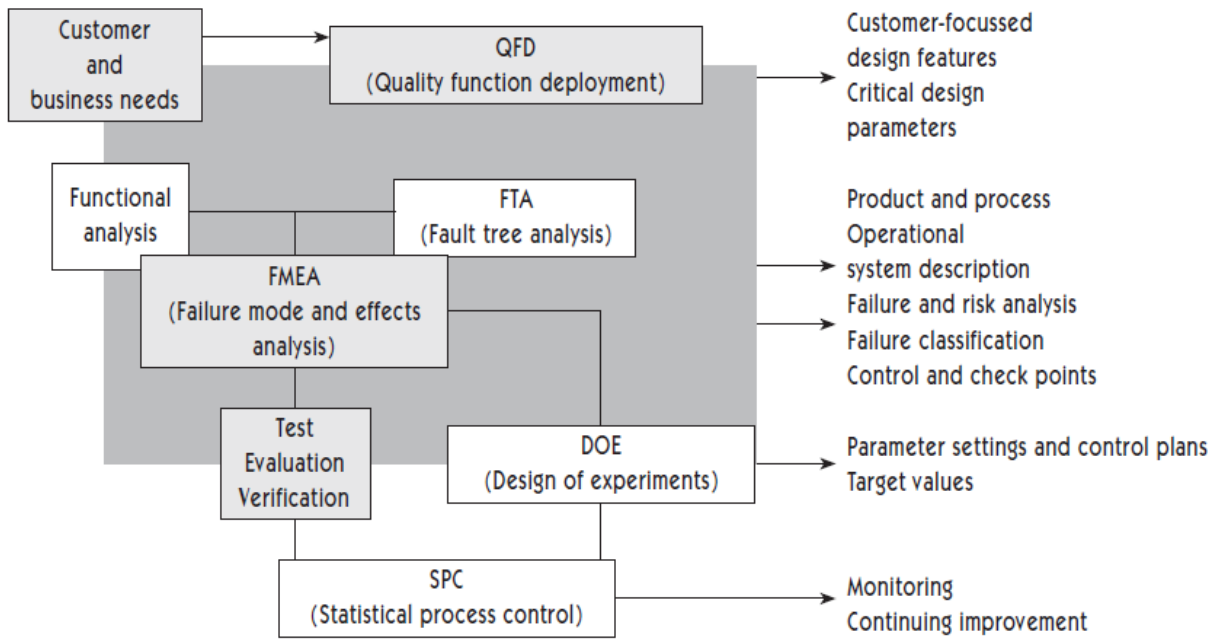 Customer
and
business needs
QFD
(Quality function deployment)
Customer-focussed
design features
Critical design
parameters
Functional
analysis
FTA
(Fault tree analysis)
Product and process
Operational
system description
Failure and risk analysis
Failure classification
Control and check points
FMEA
(Failure mode and effects
analysis)
Test
Evaluation
Verification
DOE
(Design of experiments)
Parameter settings and control plans
Target values
SPC
(Statistical process control)
Monitoring
Continuing improvement